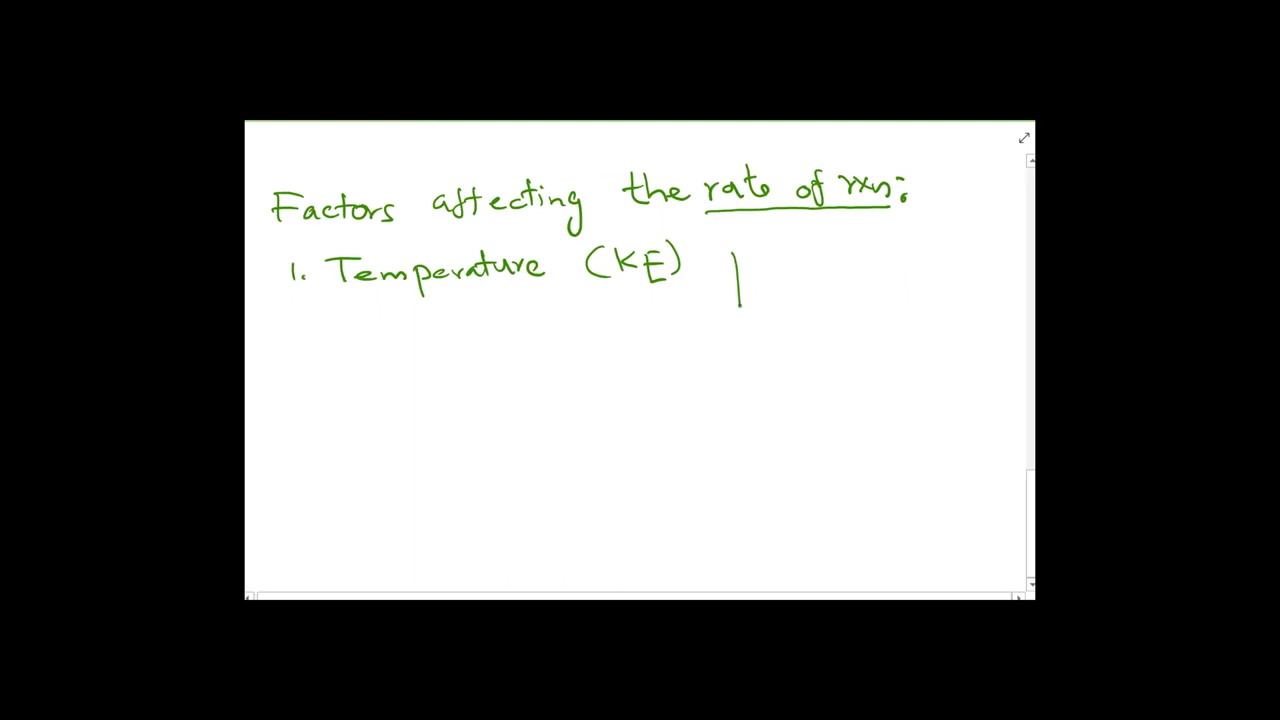 Factors affecting the rate of rxn:
1. Temperature (KE) |